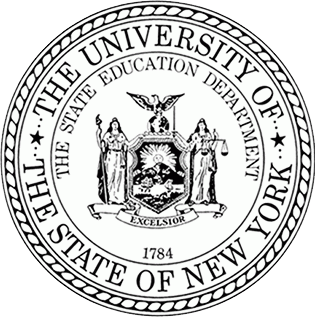 THE UNIVERSITY OF
THE STATE OF NEW YORK
THE STATE EDUCATION DEPARTMENT
EXCELSIOR
1784